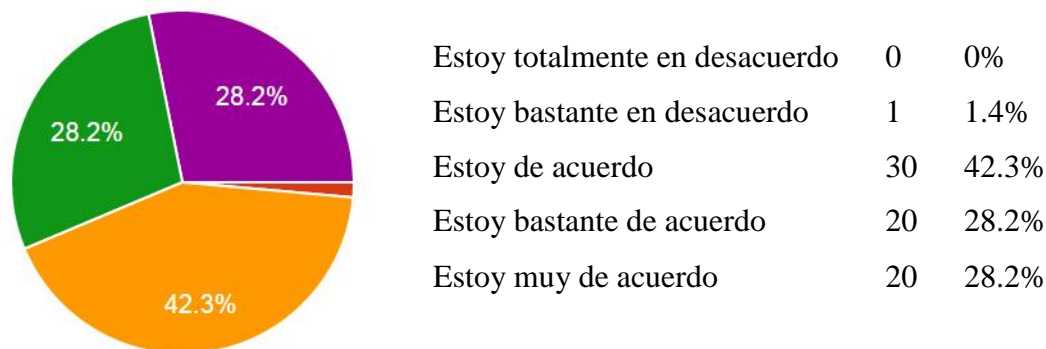 28.2%
28.2%
42.3%
Estoy totalmente en desacuerdo 0 0%
Estoy bastante en desacuerdo 1 1.4%
Estoy de acuerdo 30 42.3%
Estoy bastante de acuerdo 20 28.2%
Estoy muy de acuerdo 20 28.2%